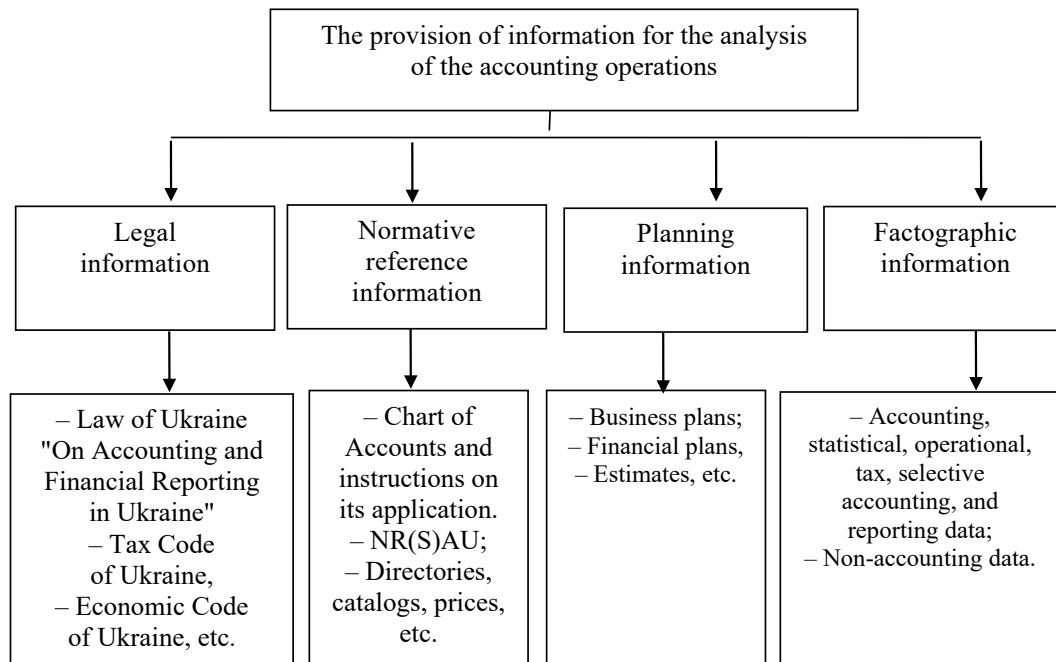 The provision of information for the analysis
of the accounting operations
Legal
information
Normative
reference
information
Planning
information
Factographic
information
– Law of Ukraine
"On Accounting and
Financial Reporting
in Ukraine"
– Tax Code
of Ukraine,
– Economic Code
of Ukraine, etc.
– Chart of
Accounts and
instructions on
its application.
– NR(S)AU;
– Directories,
catalogs, prices,
etc.
– Business plans;
– Financial plans,
– Estimates, etc.
– Accounting,
statistical, operational,
tax, selective
accounting, and
reporting data;
– Non-accounting data.